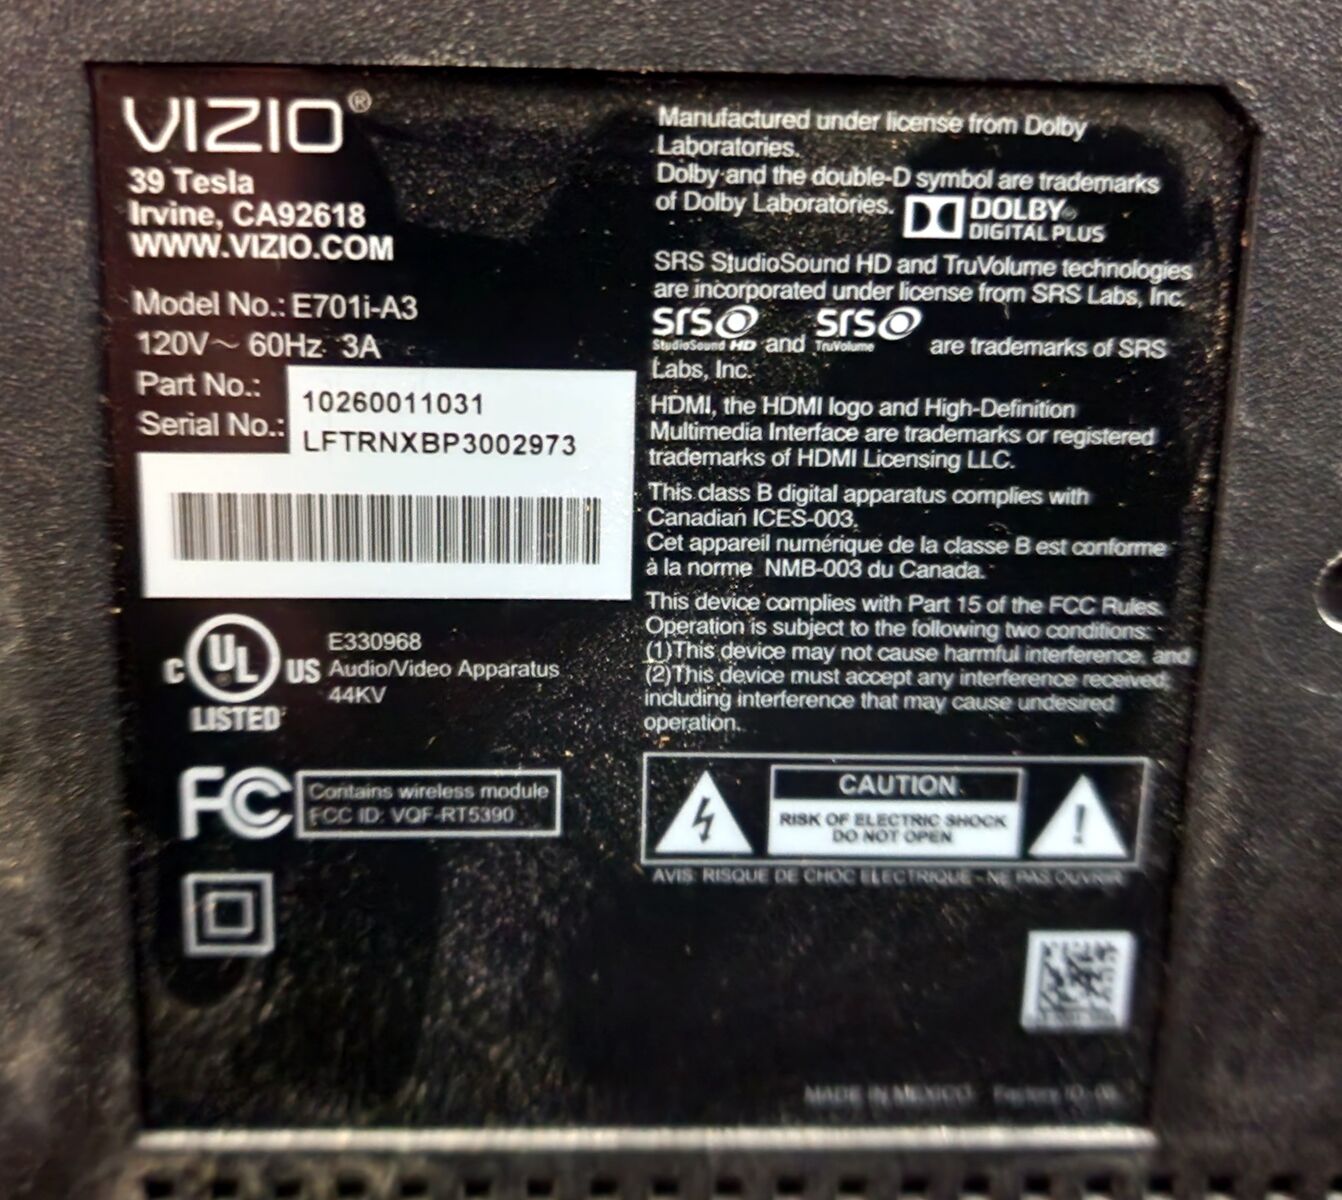 VIZIO®
39 Tesla
Irvine, CA92618
WWW.VIZIO.COM
Model No.: E701i-A3
120V~ 60Hz 3A
Part No.: 10260011031
Serial No.: LFTRNXBP3002973
C UL US
LISTED
E330968
Audio/Video Apparatus
44KV
FC
Contains wireless module
FCC ID: VQF-RT5390
Manufactured under license from Dolby
Laboratories.
Dolby and the double-D symbol are trademarks
of Dolby Laboratories. DOLBY®
DIGITAL PLUS
SRS StudioSound HD and TruVolume technologies
are incorporated under license from SRS Labs, Inc.
SRS StudioSound HD and SRS TruVolume are trademarks of SRS
Labs, Inc.
HDMI, the HDMI logo and High-Definition
Multimedia Interface are trademarks or registered
trademarks of HDMI Licensing LLC.
This class B digital apparatus complies with
Canadian ICES-003.
Cet appareil numérique de la classe B est conforme
à la norme NMB-003 du Canada.
This device complies with Part 15 of the FCC Rules.
Operation is subject to the following two conditions:
(1)This device may not cause harmful interference, and
(2)This device must accept any interference received,
including interference that may cause undesired
operation.
CAUTION
RISK OF ELECTRIC SHOCK
DO NOT OPEN
AVIS: RISQUE DE CHOC ELECTRIQUE - NE PAS OUVRIR
MADE IN MEXICO Factory ID: